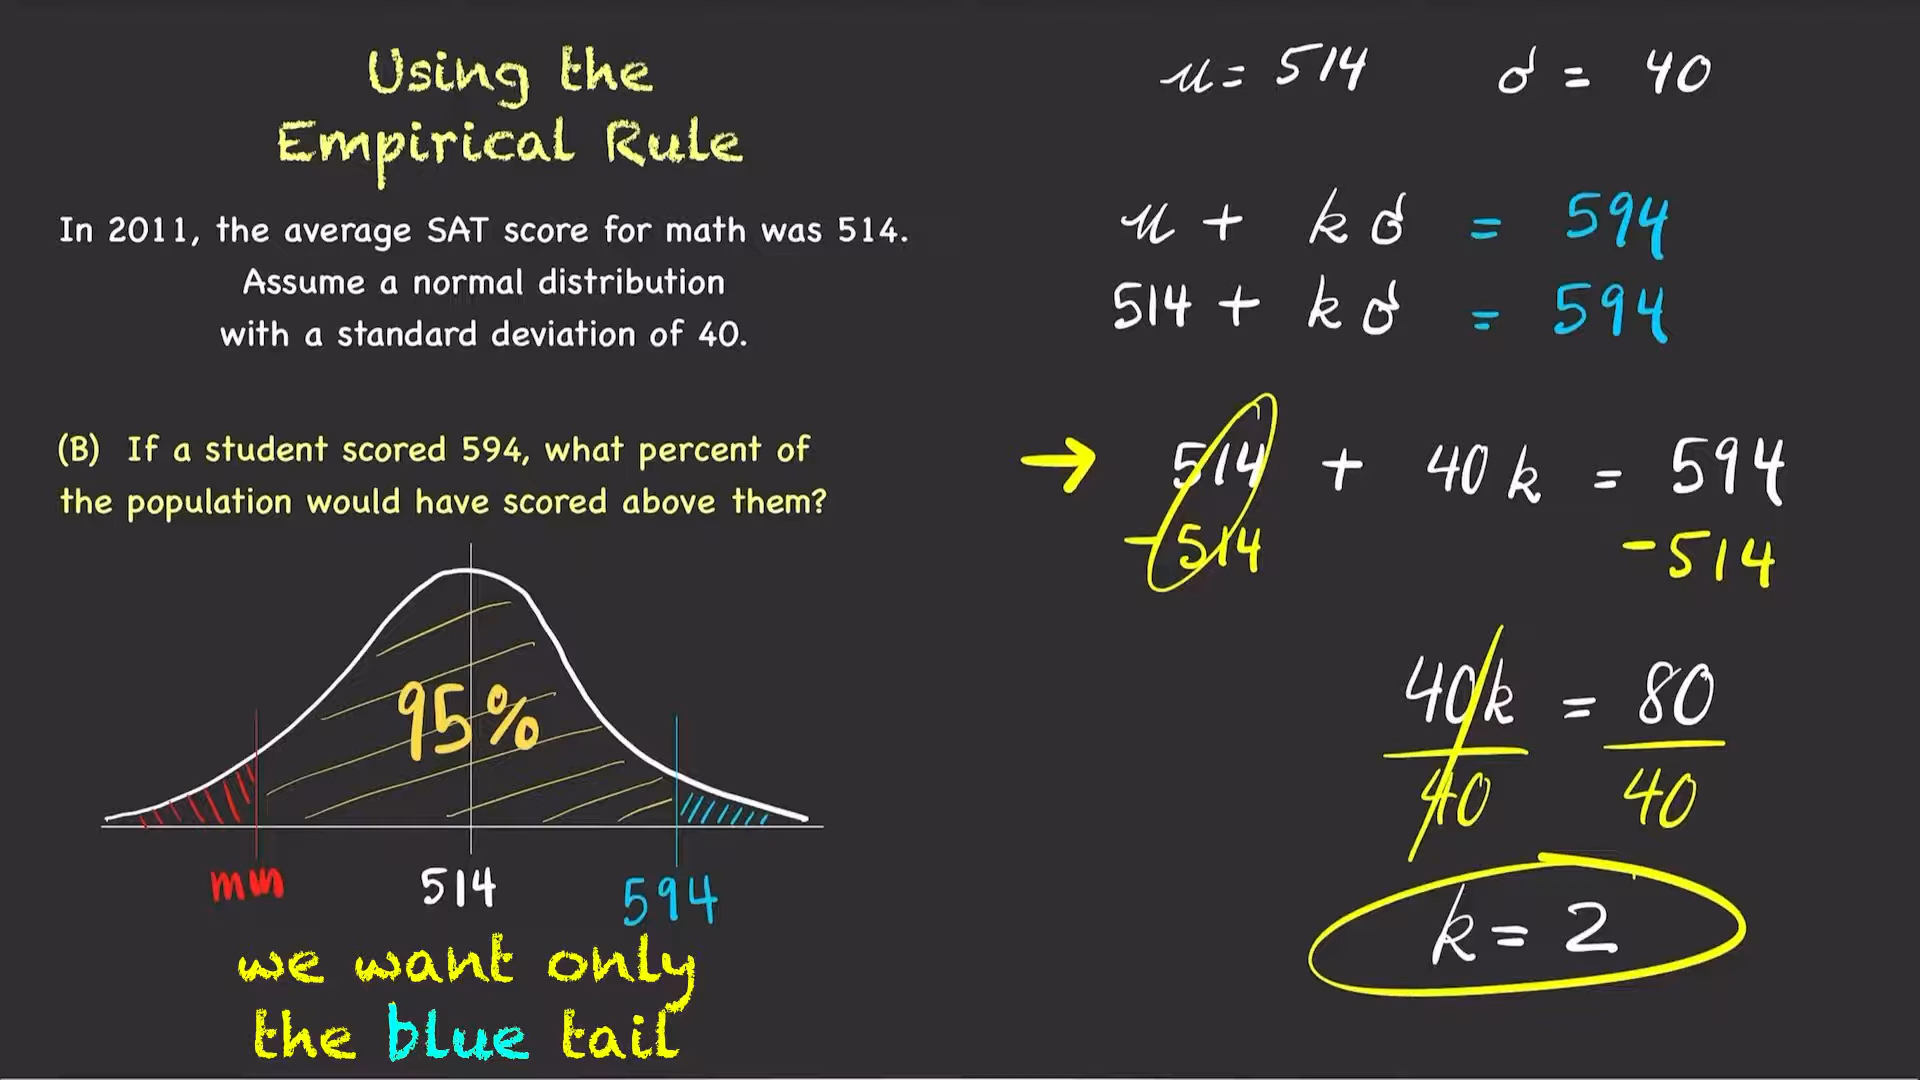 Using the
Empirical Rule
In 2011, the average SAT score for math was 514.
Assume a normal distribution
with a standard deviation of 40.
(B) If a student scored 594, what percent of
the population would have scored above them?
95%
min
514
594
we want only
the blue tail
μ = 514 σ = 40
μ + kσ = 594
514 + kσ = 594
→ 514 + 40k = 594
-514 -514
40k = 80
40 40
k = 2